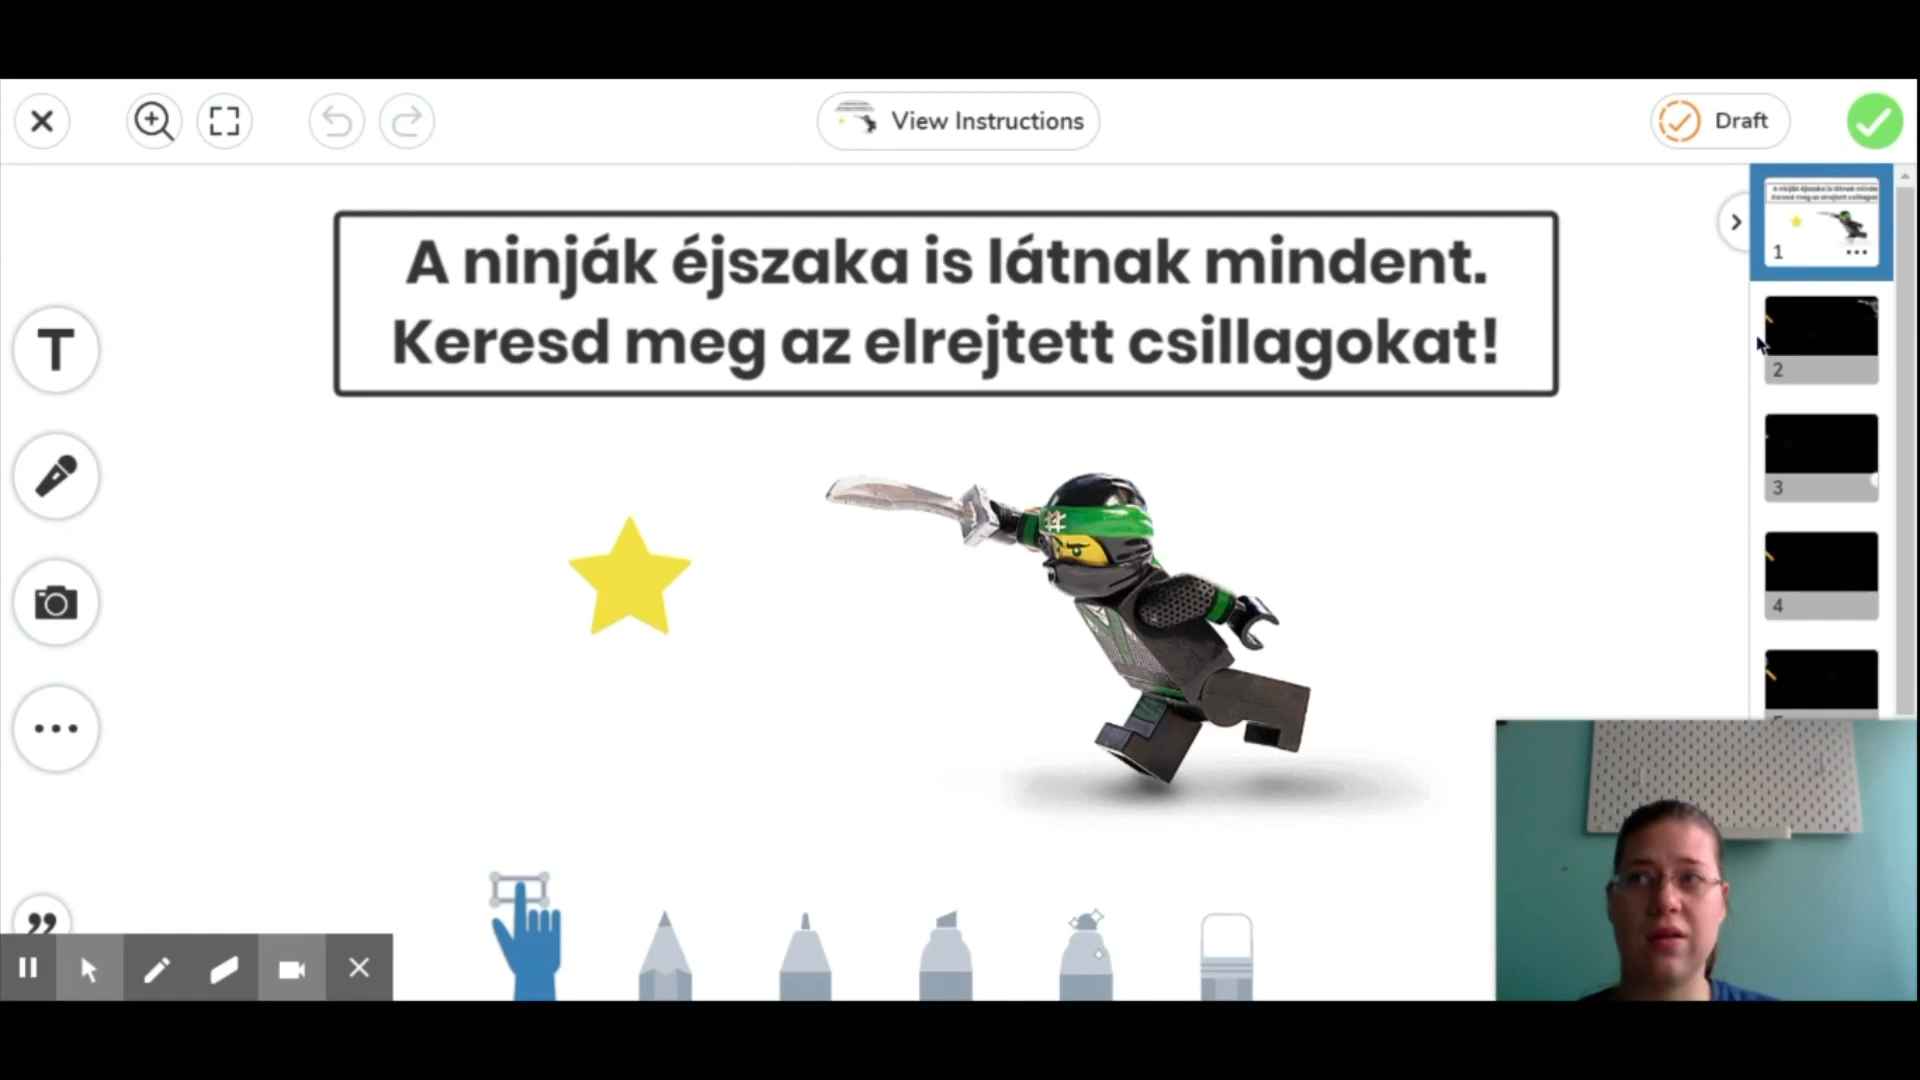 View Instructions
Draft
A ninják éjszaka is látnak mindent.
Keresd meg az elrejtett csillagokat!
T
1
2
3
4